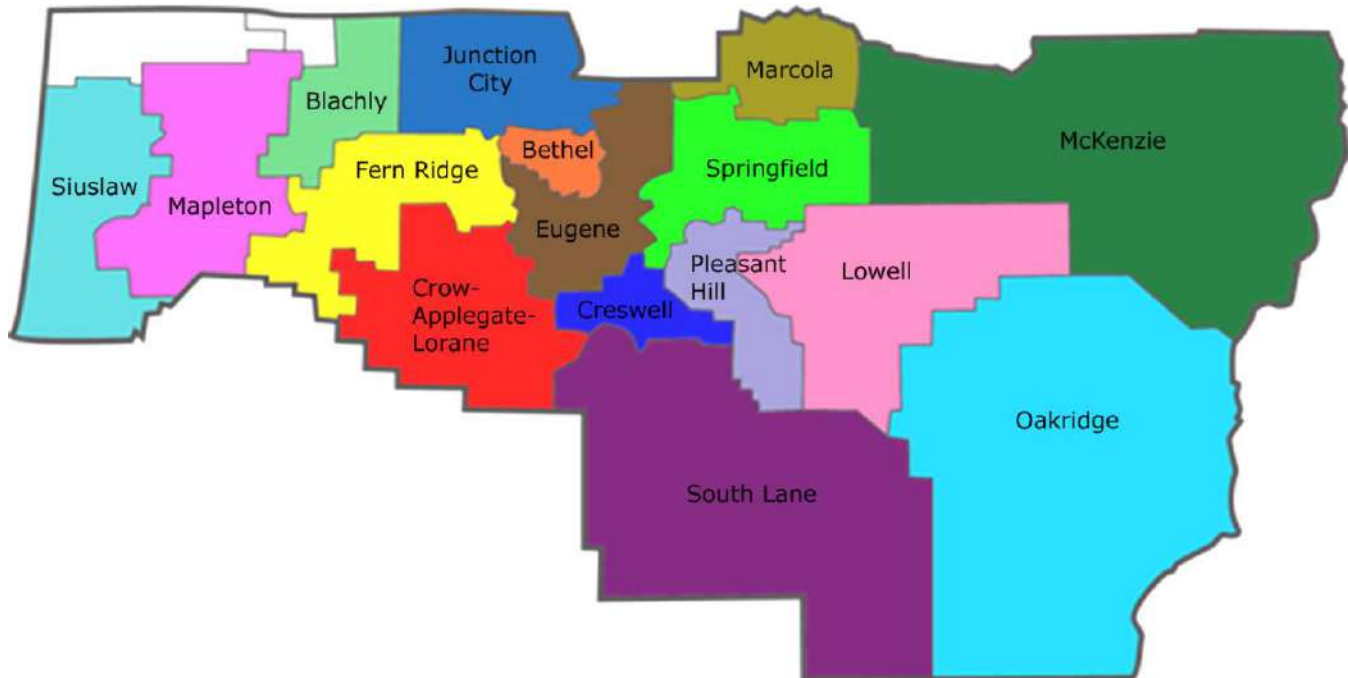 Junction
City
Marcola
Blachly
McKenzie
Bethel
Fern Ridge
Springfield
Siuslaw
Mapleton
Eugene
Pleasant
Hill
Lowell
Crow-
Applegate-
Lorane
Creswell
Oakridge
South Lane